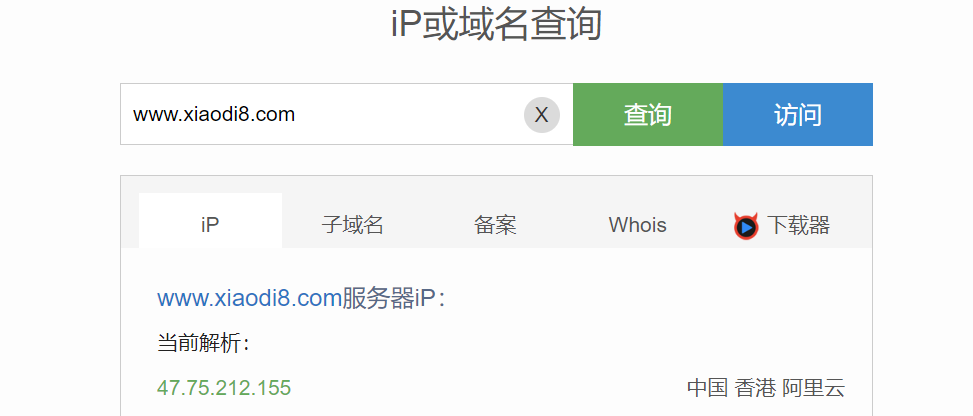 iP或域名查询
www.xiaodi8.com X 查询 访问
iP 子域名 备案 Whois 下载器
www.xiaodi8.com服务器iP：
当前解析：
47.75.212.155 中国 香港 阿里云